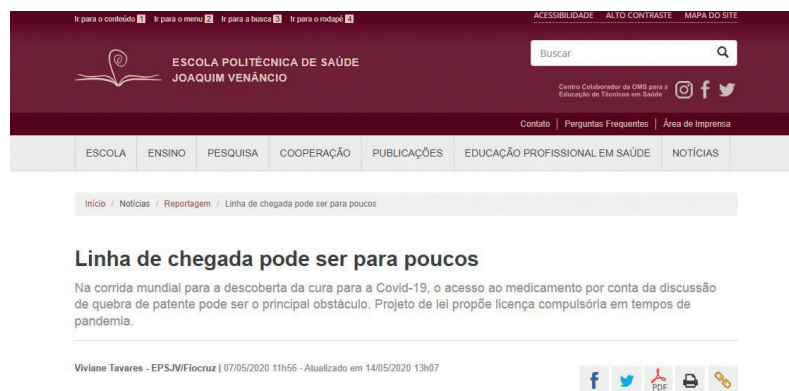 Ir para o conteúdo 1 Ir para o menu 2 Ir para a busca 3 Ir para o rodapé 4
ACESSIBILIDADE ALTO CONTRASTE MAPA DO SITE
ESCOLA POLITÉCNICA DE SAÚDE
JOAQUIM VENÂNCIO
Buscar
Centro Colaborador da OMS para a
Educação de Técnicos em Saúde
Contato | Perguntas Frequentes | Área de Imprensa
ESCOLA ENSINO PESQUISA COOPERAÇÃO PUBLICAÇÕES EDUCAÇÃO PROFISSIONAL EM SAÚDE NOTÍCIAS
Início / Notícias / Reportagem / Linha de chegada pode ser para poucos
Linha de chegada pode ser para poucos
Na corrida mundial para a descoberta da cura para a Covid-19, o acesso ao medicamento por conta da discussão
de quebra de patente pode ser o principal obstáculo. Projeto de lei propõe licença compulsória em tempos de
pandemia.
Viviane Tavares - EPSJV/Fiocruz | 07/05/2020 11h56 - Atualizado em 14/05/2020 13h07
PDF